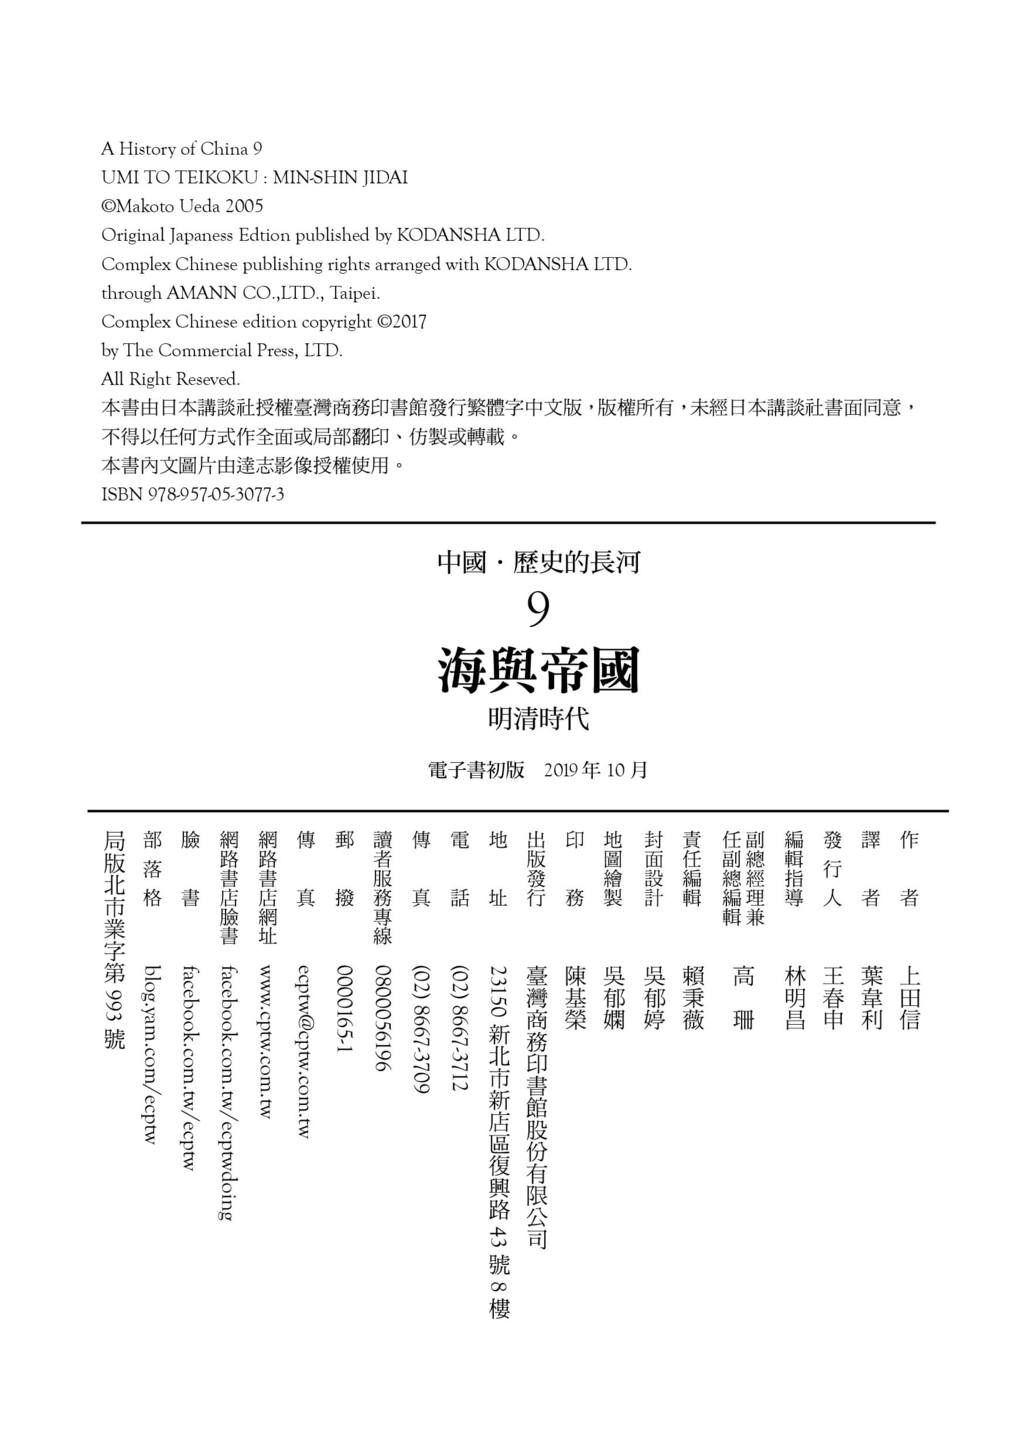 A History of China 9
UMI TO TEIKOKU : MIN-SHIN JIDAI
©Makoto Ueda 2005
Original Japaness Edtion published by KODANSHA LTD.
Complex Chinese publishing rights arranged with KODANSHA LTD.
through AMANN CO.,LTD., Taipei.
Complex Chinese edition copyright ©2017
by The Commercial Press, LTD.
All Right Reseved.
本書由日本講談社授權臺灣商務印書館發行繁體字中文版，版權所有，未經日本講談社書面同意，
不得以任何方式作全面或局部翻印、仿製或轉載。
本書內文圖片由達志影像授權使用。
ISBN 978-957-05-3077-3
中國・歷史的長河
9
海與帝國
明清時代
電子書初版　2019年10月
作者　上田信
譯者　葉韋利
發行人　王春申
編輯指導　林明昌
副總經理兼
任副總編輯　高珊
責任編輯　賴秉薇
封面設計　吳郁婷
地圖繪製　吳郁嫻
印務　陳基榮
出版發行　臺灣商務印書館股份有限公司
地址　23150 新北市新店區復興路 43 號 8 樓
電話　(02) 8667-3712
傳真　(02) 8667-3709
讀者服務專線　0800056196
郵撥　0000165-1
傳真　ecptw@cptw.com.tw
網路書店網址　www.cptw.com.tw
網路書店臉書　facebook.com.tw/ecptwdoing
臉書　facebook.com.tw/ecptw
部落格　blog.yam.com/ecptw
局版北市業字第 993 號